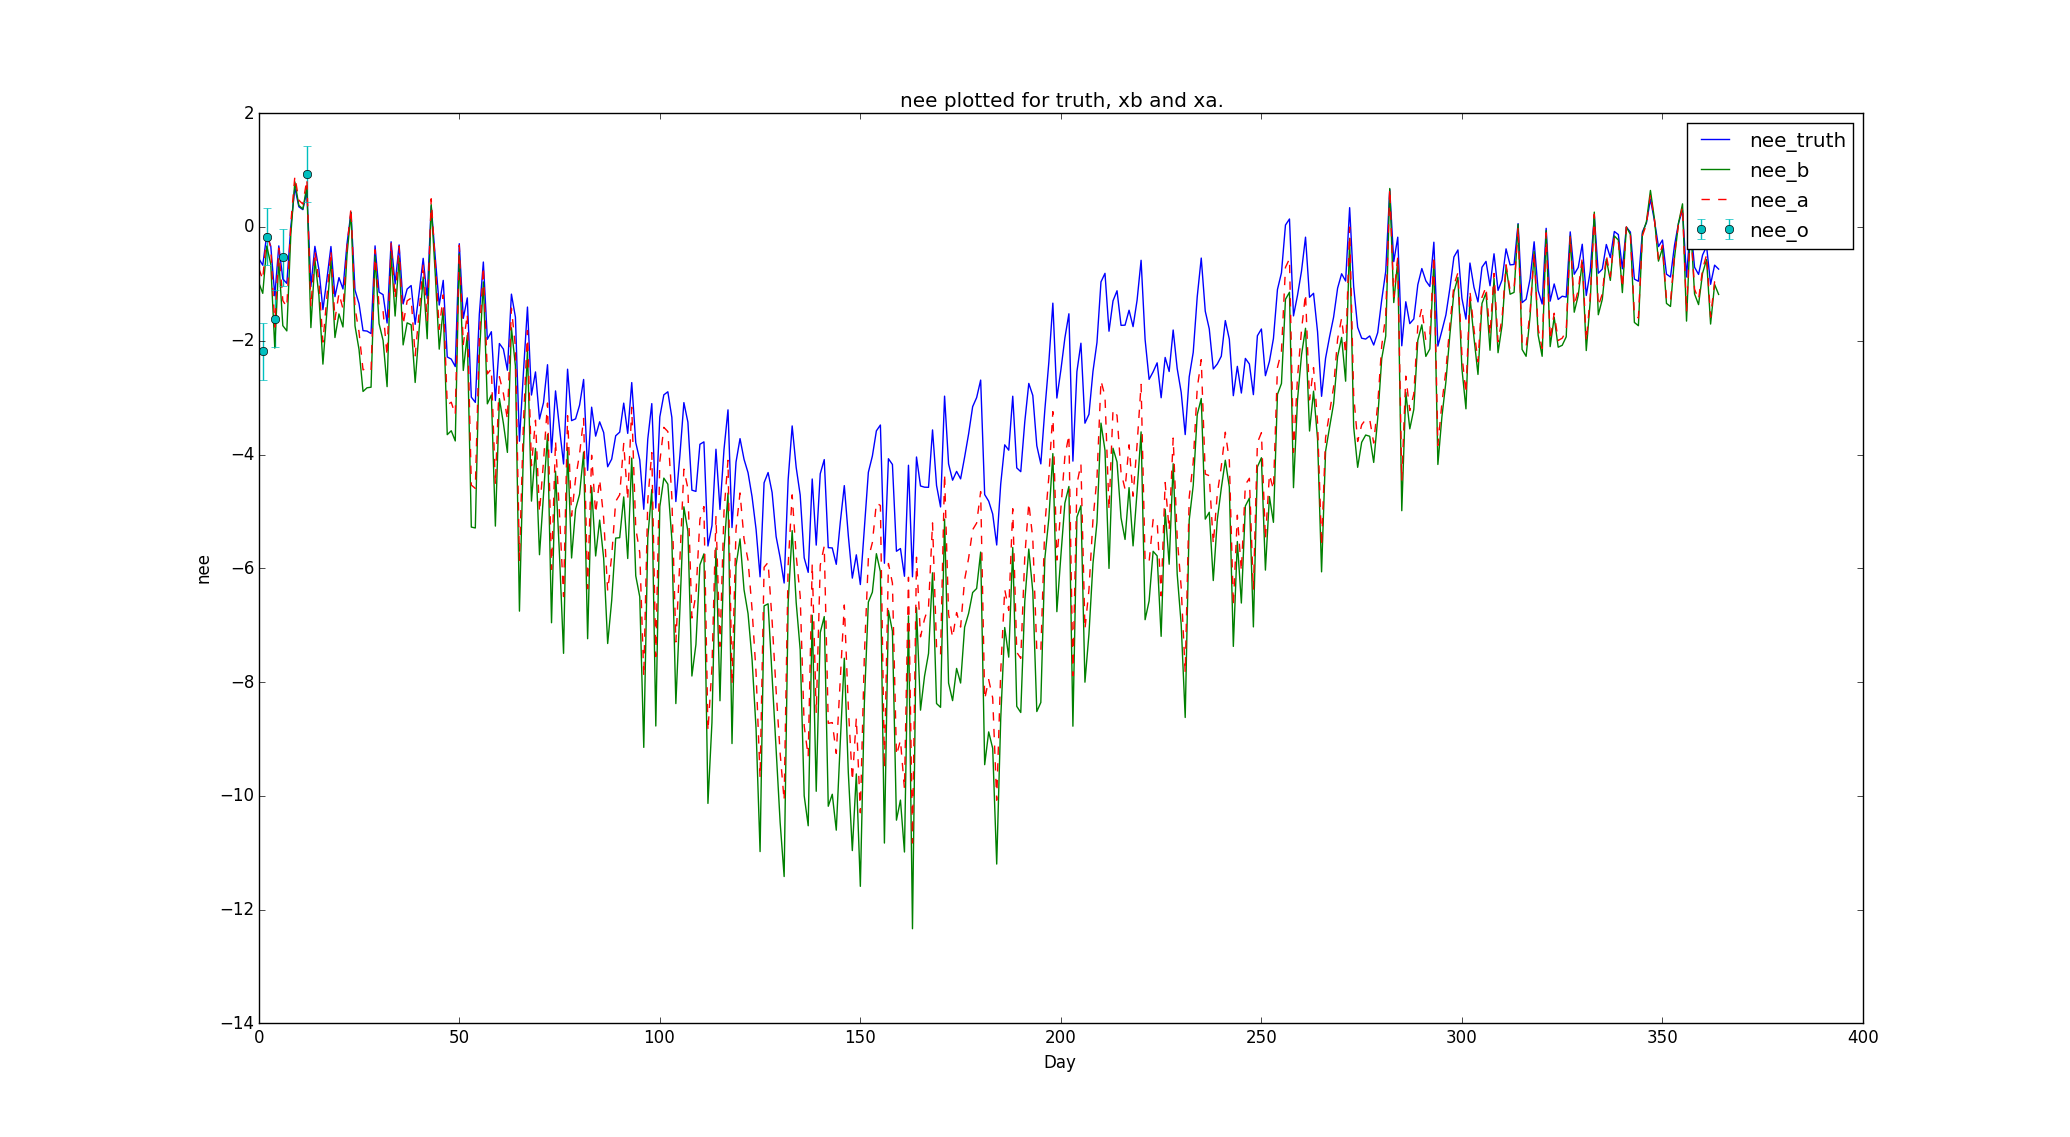 nee plotted for truth, xb and xa.
2
0
−2
−4
−6
−8
−10
−12
−14
nee
0 50 100 150 200 250 300 350 400
Day
nee_truth
nee_b
nee_a
nee_o